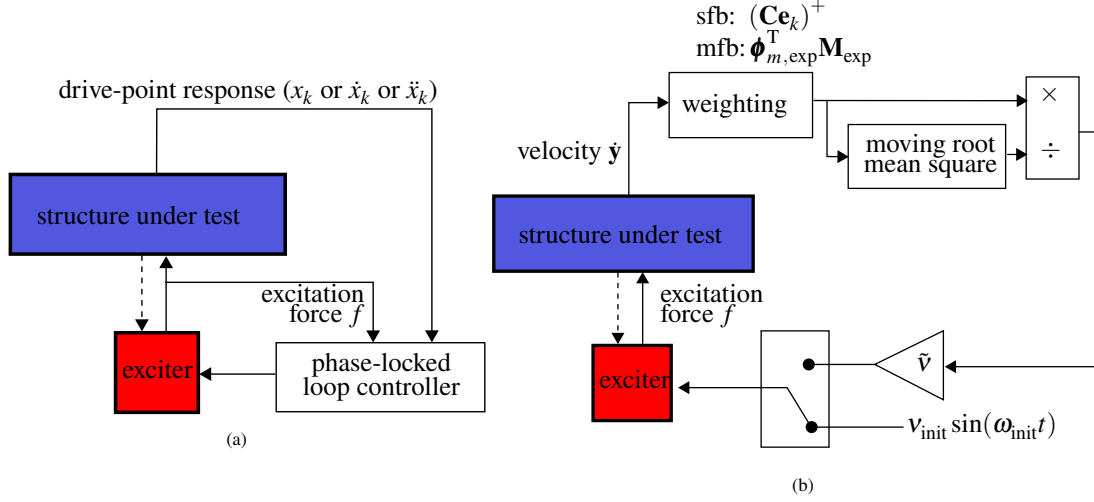 drive-point response (x_k or ẋ_k or ẍ_k)
structure under test
excitation
force f
exciter
phase-locked
loop controller
(a)
sfb: (Ce_k)^+
mfb: ϕ^T_{m,exp} M_exp
weighting
×
÷
moving root
mean square
velocity ẏ
structure under test
excitation
force f
exciter
ṽ
v_init sin(ω_init t)
(b)